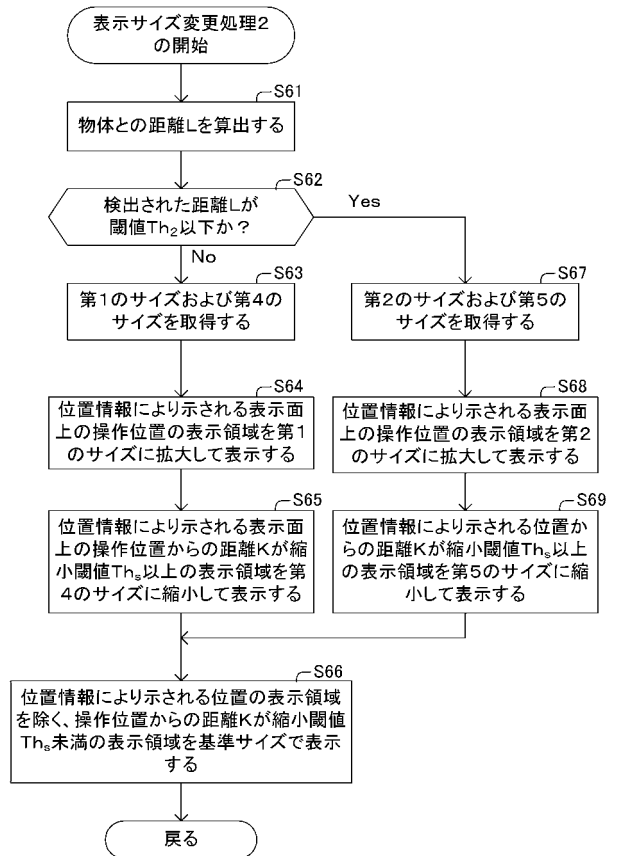 表示サイズ変更処理2
の開始
S61
物体との距離Lを算出する
S62
検出された距離Lが
閾値Th₂以下か？
Yes
No
S63
第1のサイズおよび第4の
サイズを取得する
S67
第2のサイズおよび第5の
サイズを取得する
S64
位置情報により示される表示面
上の操作位置の表示領域を第1
のサイズに拡大して表示する
S68
位置情報により示される表示面
上の操作位置の表示領域を第2
のサイズに拡大して表示する
S65
位置情報により示される表示面
上の操作位置からの距離Kが縮
小閾値Thₛ以上の表示領域を第
4のサイズに縮小して表示する
S69
位置情報により示される位置か
らの距離Kが縮小閾値Thₛ以上
の表示領域を第5のサイズに縮
小して表示する
S66
位置情報により示される位置の表示領域
を除く、操作位置からの距離Kが縮小閾値
Thₛ未満の表示領域を基準サイズで表示
する
戻る